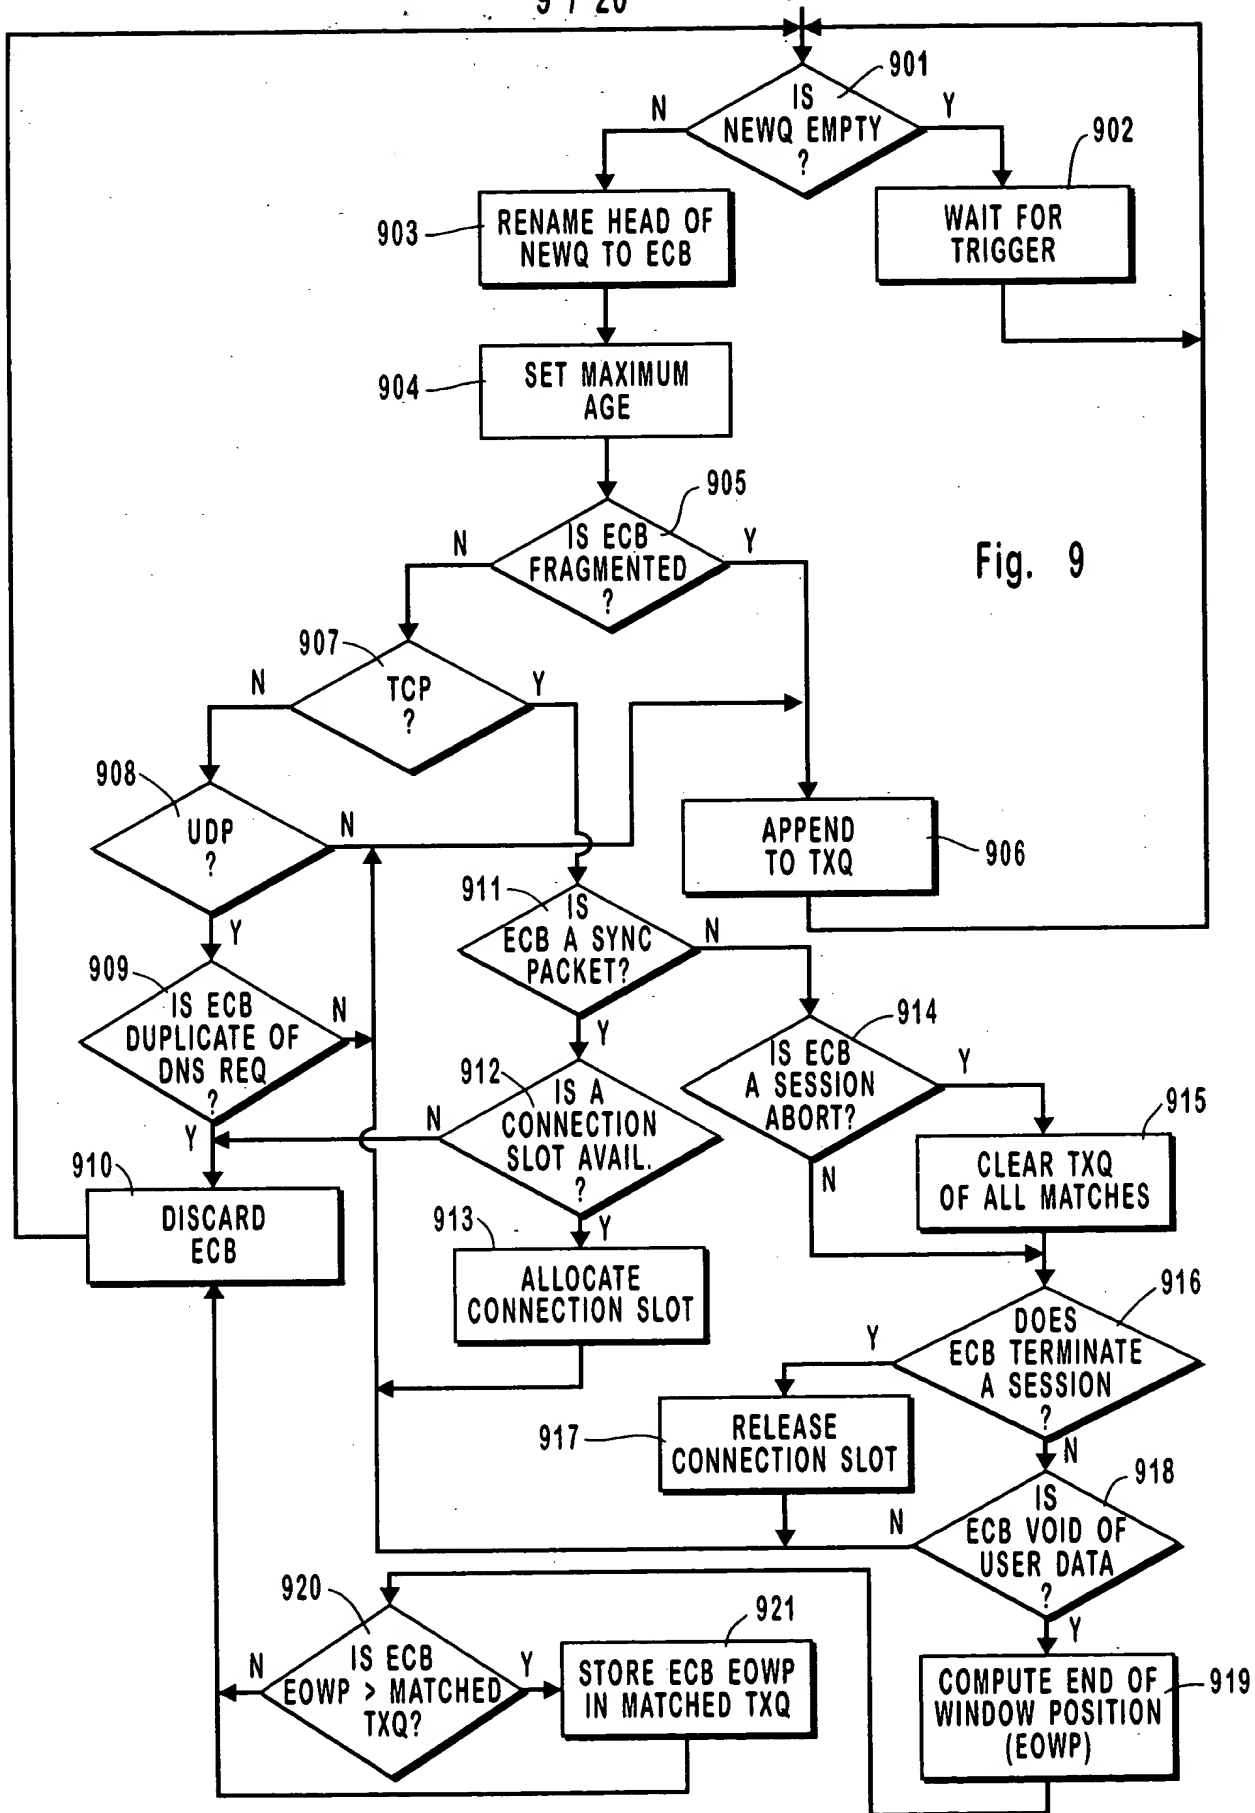 9 / 20
901
IS
NEWQ EMPTY
?
N
Y
902
WAIT FOR
TRIGGER
903
RENAME HEAD OF
NEWQ TO ECB
904
SET MAXIMUM
AGE
905
IS ECB
FRAGMENTED
?
N
Y
Fig. 9
907
TCP
?
N
Y
908
UDP
?
N
Y
APPEND
TO TXQ
906
911
IS
ECB A SYNC
PACKET?
N
Y
909
IS ECB
DUPLICATE OF
DNS REQ
?
N
Y
914
IS ECB
A SESSION
ABORT?
Y
N
912
IS A
CONNECTION
SLOT AVAIL.
?
N
Y
915
CLEAR TXQ
OF ALL MATCHES
910
DISCARD
ECB
913
ALLOCATE
CONNECTION SLOT
916
DOES
ECB TERMINATE
A SESSION
?
Y
N
917
RELEASE
CONNECTION SLOT
918
IS
ECB VOID OF
USER DATA
?
N
Y
920
IS ECB
EOWP > MATCHED
TXQ?
N
Y
921
STORE ECB EOWP
IN MATCHED TXQ
COMPUTE END OF
WINDOW POSITION
(EOWP)
919